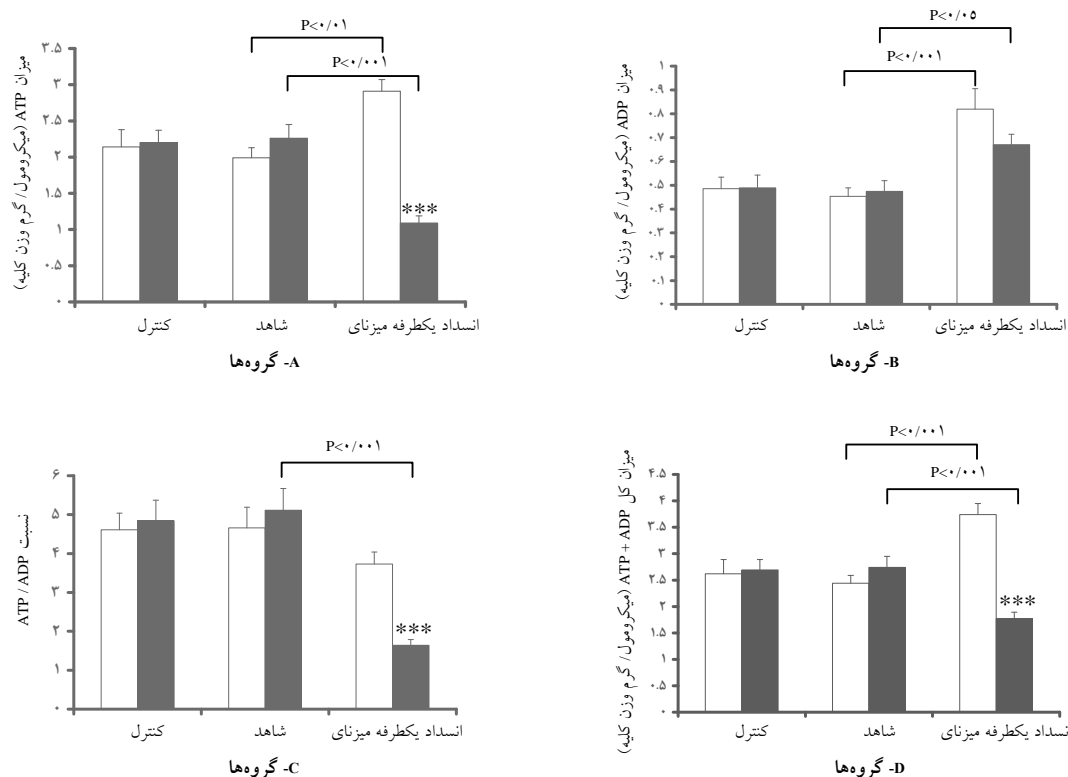 P<۰/۰۱
P<۰/۰۰۱
میزان ATP (میکرومول/ گرم وزن کلیه)
۳.۵
۳
۲.۵
۲
۱.۵
۱
۰.۵
۰
***
کنترل
شاهد
انسداد یکطرفه میزنای
A- گروه‌ها
P<۰/۰۵
P<۰/۰۰۱
میزان ADP (میکرومول/ گرم وزن کلیه)
۱
۰.۹
۰.۸
۰.۷
۰.۶
۰.۵
۰.۴
۰.۳
۰.۲
۰.۱
۰
کنترل
شاهد
انسداد یکطرفه میزنای
B- گروه‌ها
P<۰/۰۰۱
نسبت ATP / ADP
۶
۵
۴
۳
۲
۱
۰
***
کنترل
شاهد
انسداد یکطرفه میزنای
C- گروه‌ها
P<۰/۰۰۱
P<۰/۰۰۱
میزان کل ATP + ADP (میکرومول/ گرم وزن کلیه)
۴.۵
۴
۳.۵
۳
۲.۵
۲
۱.۵
۱
۰.۵
۰
***
کنترل
شاهد
انسداد یکطرفه میزنای
D- گروه‌ها